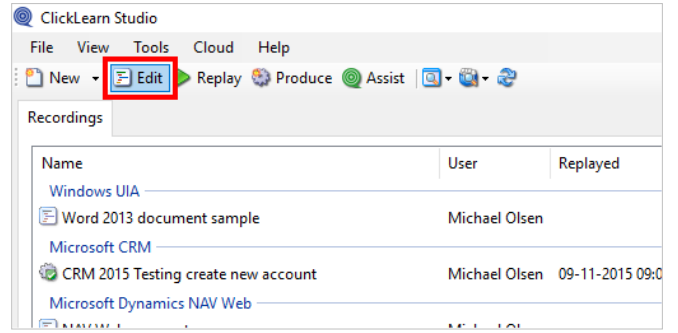 ClickLearn Studio
File View Tools Cloud Help
New Edit Replay Produce Assist
Recordings
Name User Replayed
Windows UIA
Word 2013 document sample Michael Olsen
Microsoft CRM
CRM 2015 Testing create new account Michael Olsen 09-11-2015 09:0
Microsoft Dynamics NAV Web